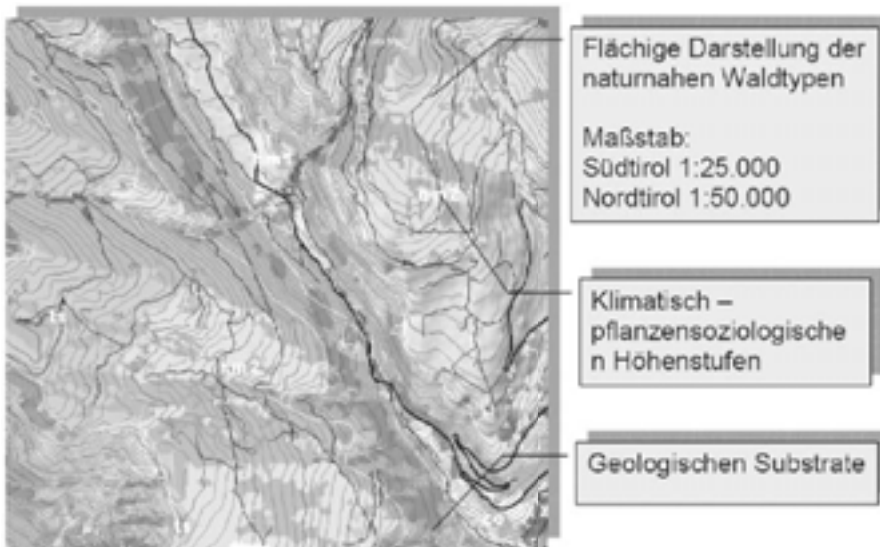 Flächige Darstellung der
naturnahen Waldtypen
Maßstab:
Südtirol 1:25.000
Nordtirol 1:50.000
Klimatisch –
pflanzensoziologische
n Höhenstufen
Geologischen Substrate